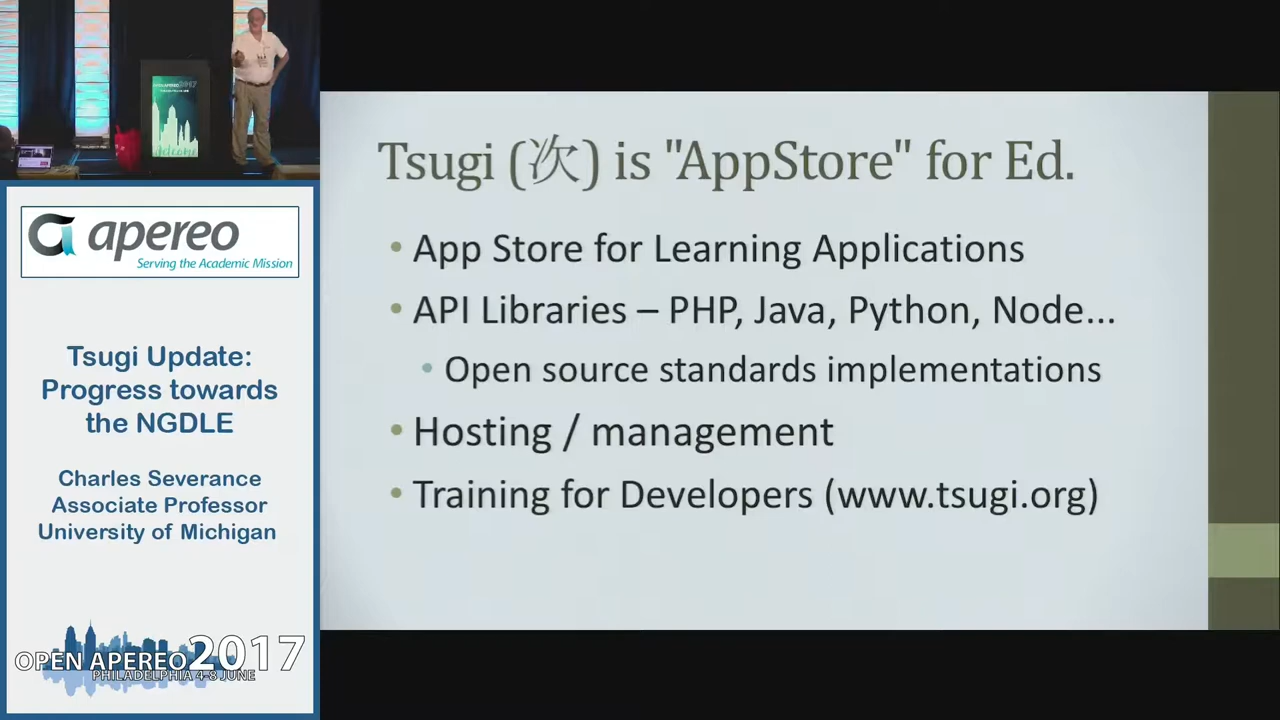 apereo
Serving the Academic Mission
Tsugi Update:
Progress towards
the NGDLE
Charles Severance
Associate Professor
University of Michigan
OPEN APEREO 2017
PHILADELPHIA 4-8 JUNE
Tsugi (次) is "AppStore" for Ed.
• App Store for Learning Applications
• API Libraries – PHP, Java, Python, Node...
• Open source standards implementations
• Hosting / management
• Training for Developers (www.tsugi.org)